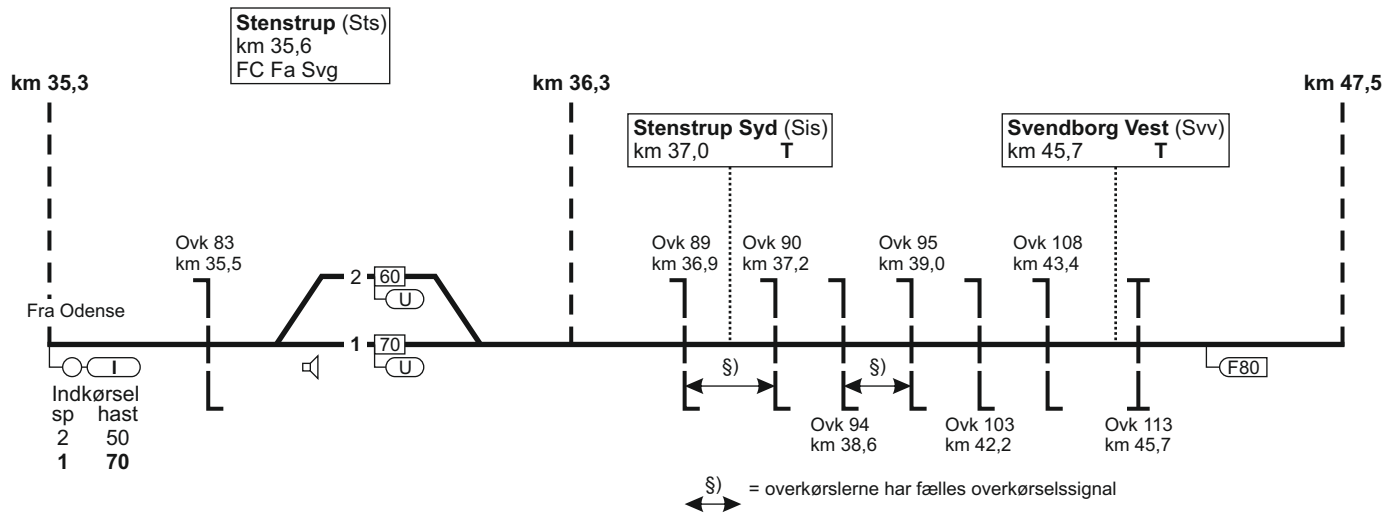 Stenstrup (Sts)
km 35,6
FC Fa Svg
km 35,3
km 36,3
km 47,5
Stenstrup Syd (Sis)
km 37,0 T
Svendborg Vest (Svv)
km 45,7 T
Ovk 83
km 35,5
Ovk 89
km 36,9
Ovk 90
km 37,2
Ovk 95
km 39,0
Ovk 108
km 43,4
2 60
U
Fra Odense
1 70
U
I
F80
Indkørsel
sp hast
2 50
1 70
§)
§)
Ovk 94
km 38,6
Ovk 103
km 42,2
Ovk 113
km 45,7
§) = overkørslerne har fælles overkørselssignal